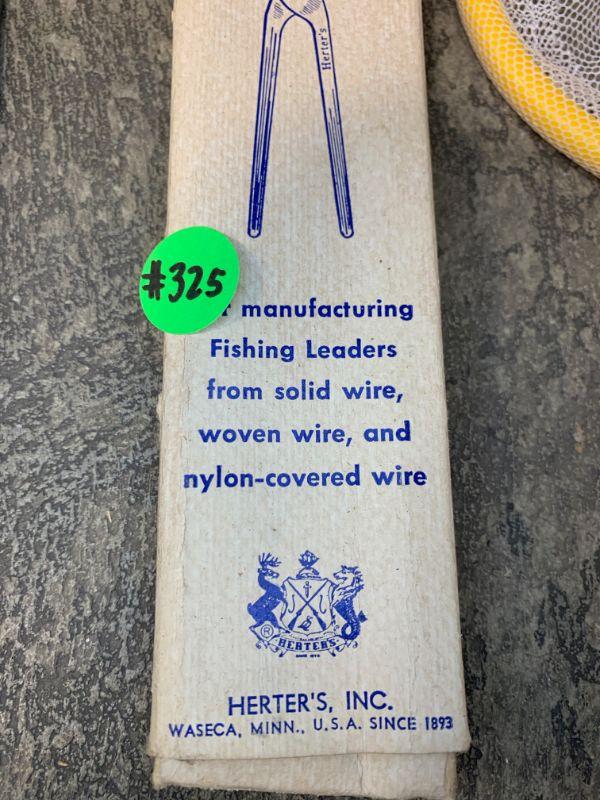 Herter's
#325
manufacturing
Fishing Leaders
from solid wire,
woven wire, and
nylon-covered wire
®
HERTER'S
HERTER'S, INC.
WASECA, MINN., U.S.A. SINCE 1893